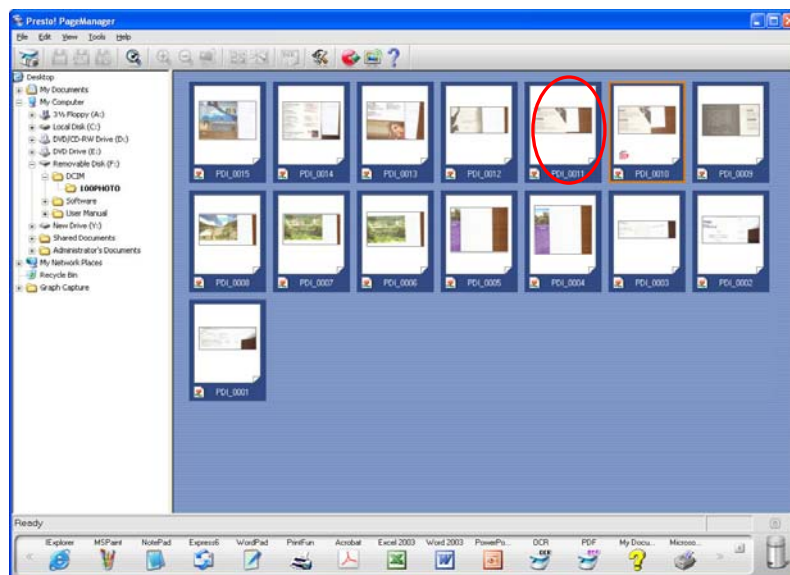 Presto! PageManager
File Edit View Tools Help
Desktop
My Documents
My Computer
3½ Floppy (A:)
Local Disk (C:)
DVD/CD-RW Drive (D:)
DVD Drive (E:)
Removable Disk (F:)
DCIM
100PHOTO
Software
User Manual
New Drive (Y:)
Shared Documents
Administrator's Documents
My Network Places
Recycle Bin
Graph Capture
PDI_0015 PDI_0014 PDI_0013 PDI_0012 PDI_0011 PDI_0010 PDI_0009
PDI_0008 PDI_0007 PDI_0006 PDI_0005 PDI_0004 PDI_0003 PDI_0002
PDI_0001
Ready
IExplorer MSPaint NotePad Express6 WordPad PrintFun Acrobat Excel 2003 Word 2003 PowerPo... OCR PDF My Docu... Microso...